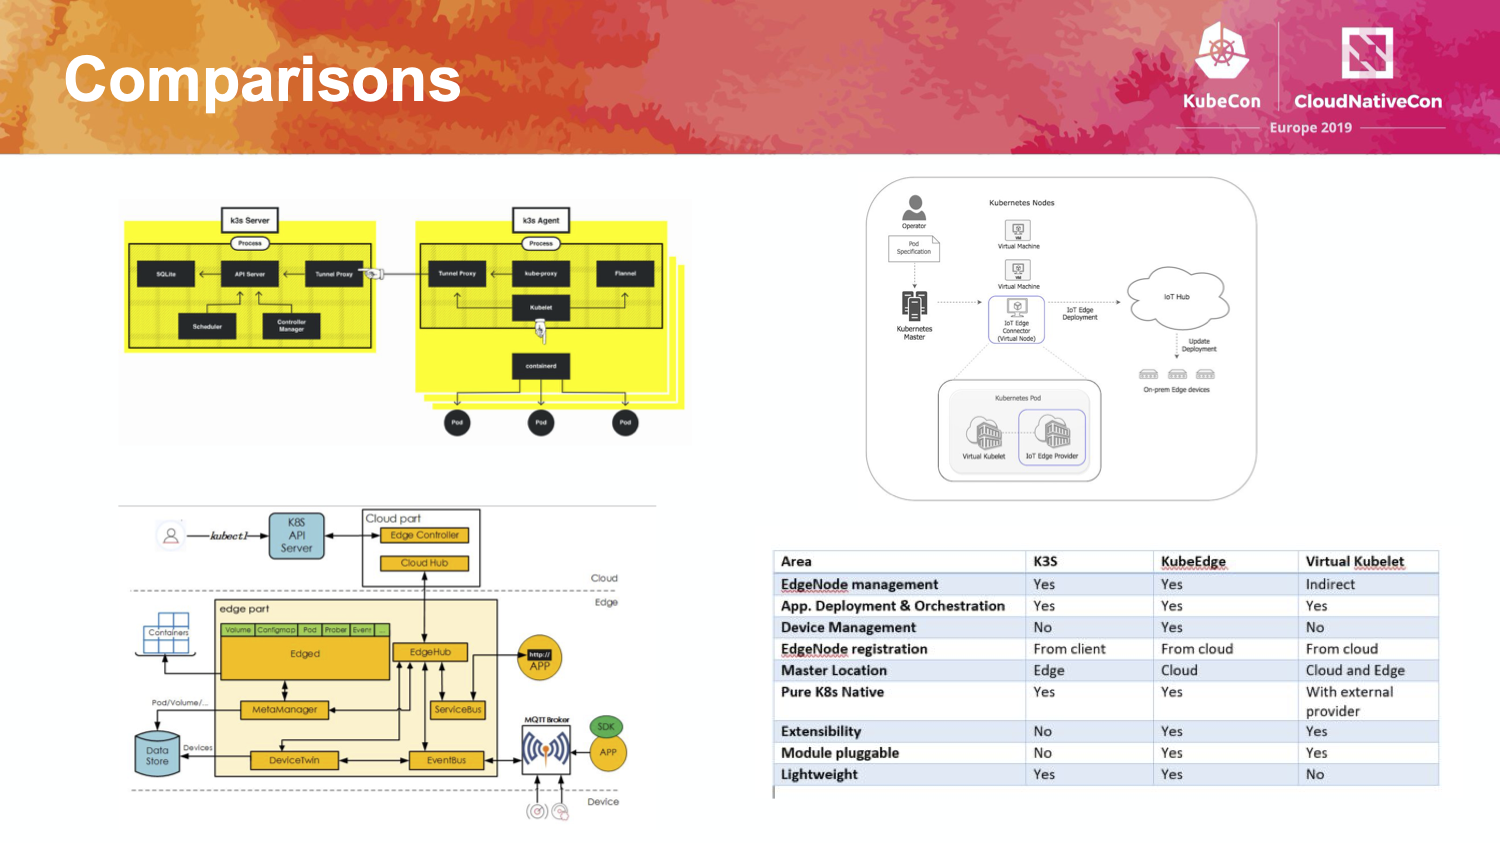 Comparisons
KubeCon
CloudNativeCon
Europe 2019
k3s Server
Process
SQLite
API Server
Tunnel Proxy
Scheduler
Controller
Manager
k3s Agent
Process
Tunnel Proxy
kube-proxy
Flannel
Kubelet
containerd
Pod
Pod
Pod
Operator
Kubernetes Nodes
Pod
Specification
VM
Virtual Machine
VM
Virtual Machine
Kubernetes
Master
IoT Edge
Connector
(Virtual Node)
IoT Edge
Deployment
IoT Hub
Update
Deployment
On-prem Edge devices
Kubernetes Pod
Virtual Kubelet
IoT Edge Provider
kubectl
K8S
API
Server
Cloud part
Edge Controller
Cloud Hub
Cloud
Edge
Containers
edge part
Volume Configmap Pod Prober Event ...
Edged
EdgeHub
http://
APP
Pod/Volume/...
MetaManager
ServiceBus
MQTT Broker
SDK
APP
Data
Store
Devices
DeviceTwin
EventBus
Device
Area K3S KubeEdge Virtual Kubelet
EdgeNode management Yes Yes Indirect
App. Deployment & Orchestration Yes Yes Yes
Device Management No Yes No
EdgeNode registration From client From cloud From cloud
Master Location Edge Cloud Cloud and Edge
Pure K8s Native Yes Yes With external
provider
Extensibility No Yes Yes
Module pluggable No Yes Yes
Lightweight Yes Yes No